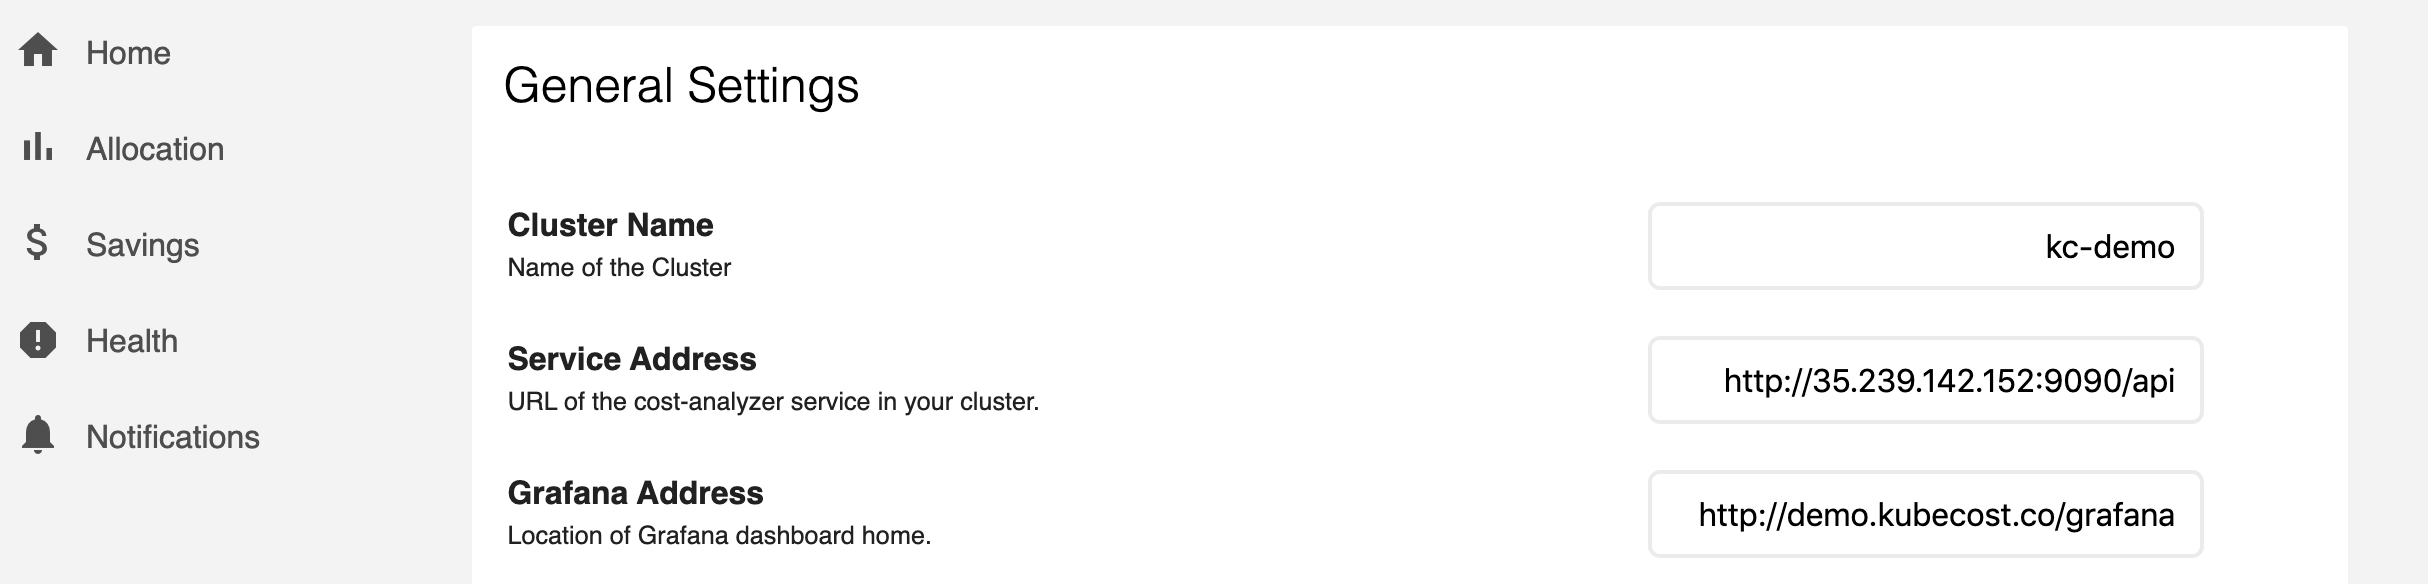 Home
Allocation
Savings
Health
Notifications
General Settings
Cluster Name
Name of the Cluster
kc-demo
Service Address
URL of the cost-analyzer service in your cluster.
http://35.239.142.152:9090/api
Grafana Address
Location of Grafana dashboard home.
http://demo.kubecost.co/grafana